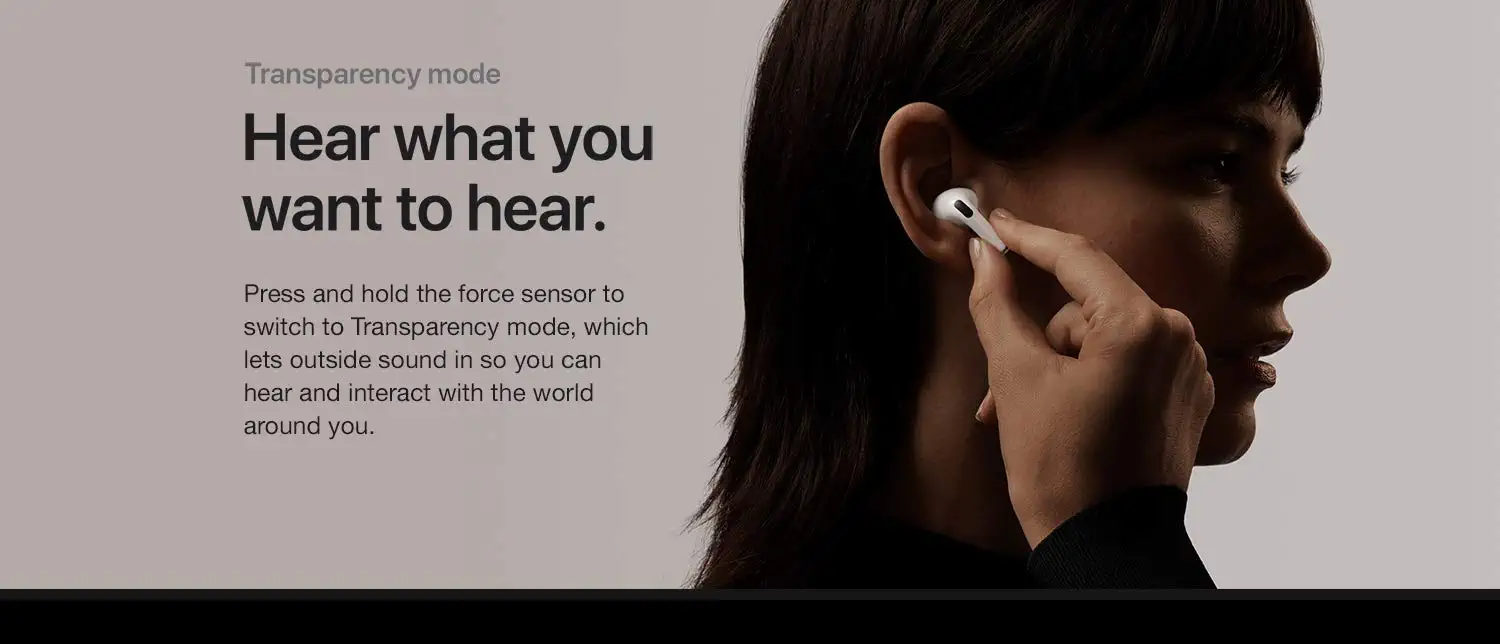 Transparency mode
Hear what you
want to hear.
Press and hold the force sensor to
switch to Transparency mode, which
lets outside sound in so you can
hear and interact with the world
around you.